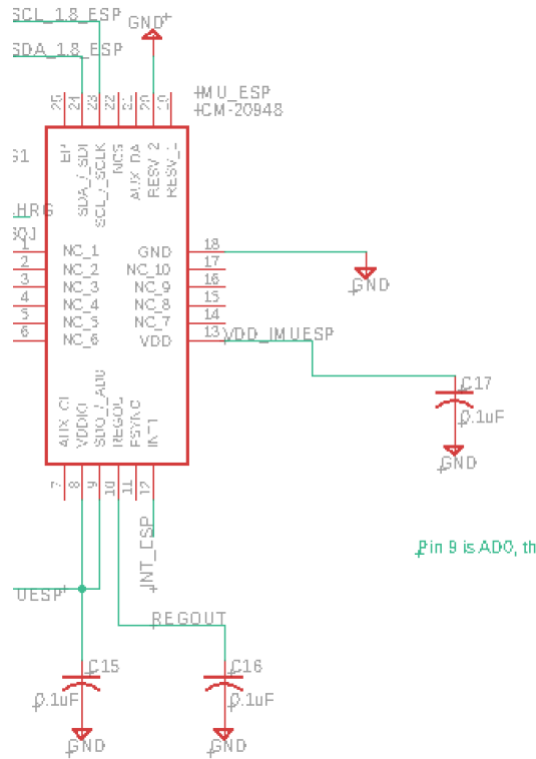 SCL_1.8_ESP
GND
SDA_1.8_ESP
IMU_ESP
ICM-20948
25 24 23 22 21 20 19
G1
EP
SDA_/_SDI
SCL_/_SCLK
NCS
AUX_DA
RESV_2
RESV_1
HRG
1 NC_1
2 NC_2
3 NC_3
4 NC_4
5 NC_5
6 NC_6
GND 18
NC_10 17
NC_9 16
NC_8 15
NC_7 14
VDD 13
VDD_IMUESP
GND
C17
0.1uF
GND
AUX_CL
VDDIO
SDO_/_AD0
REGOUT
FSYNC
INT1
7 8 9 10 11 12
INT_ESP
Pin 9 is AD0, th
UESP
REGOUT
C15
0.1uF
GND
C16
0.1uF
GND